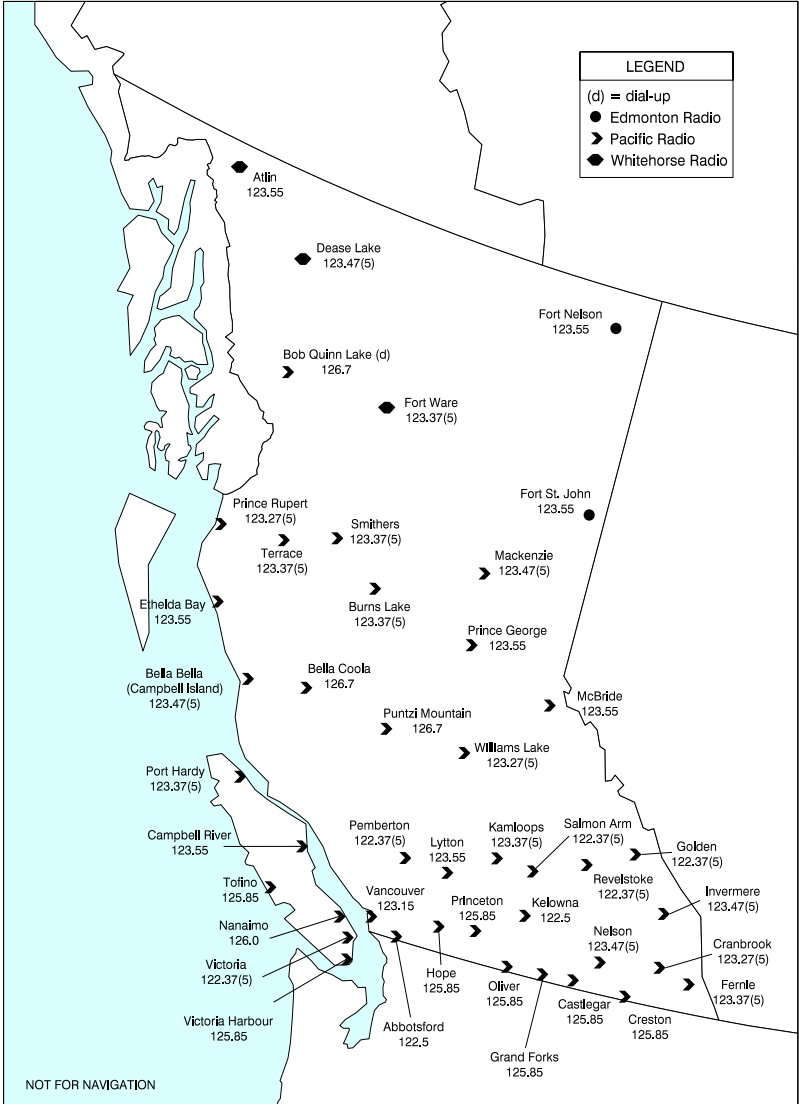 LEGEND
(d) = dial-up
Edmonton Radio
Pacific Radio
Whitehorse Radio
Atlin
123.55
Dease Lake
123.47(5)
Fort Nelson
123.55
Bob Quinn Lake (d)
126.7
Fort Ware
123.37(5)
Fort St. John
123.55
Prince Rupert
123.27(5)
Smithers
123.37(5)
Terrace
123.37(5)
Mackenzie
123.47(5)
Burns Lake
123.37(5)
Ethelda Bay
123.55
Prince George
123.55
Bella Bella
(Campbell Island)
123.47(5)
Bella Coola
126.7
McBride
123.55
Puntzi Mountain
126.7
Williams Lake
123.27(5)
Port Hardy
123.37(5)
Campbell River
123.55
Pemberton
122.37(5)
Lytton
123.55
Kamloops
123.37(5)
Salmon Arm
122.37(5)
Golden
122.37(5)
Revelstoke
122.37(5)
Tofino
125.85
Vancouver
123.15
Princeton
125.85
Kelowna
122.5
Invermere
123.47(5)
Nanaimo
126.0
Nelson
123.47(5)
Cranbrook
123.27(5)
Victoria
122.37(5)
Hope
125.85
Oliver
125.85
Castlegar
125.85
Creston
125.85
Fernie
123.37(5)
Victoria Harbour
125.85
Abbotsford
122.5
Grand Forks
125.85
NOT FOR NAVIGATION